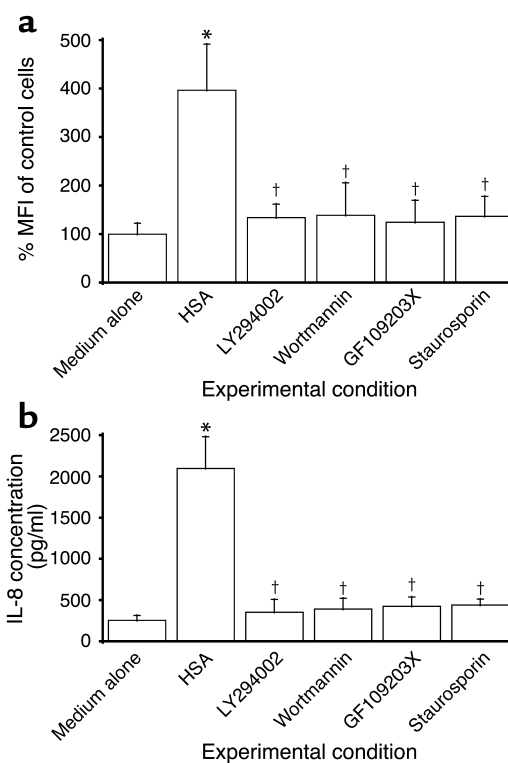 a
500
400
300
200
100
0
% MFI of control cells
*
†
†
†
†
Medium alone
HSA
LY294002
Wortmannin
GF109203X
Staurosporin
Experimental condition
b
2500
2000
1500
1000
500
0
IL-8 concentration
(pg/ml)
*
†
†
†
†
Medium alone
HSA
LY294002
Wortmannin
GF109203X
Staurosporin
Experimental condition